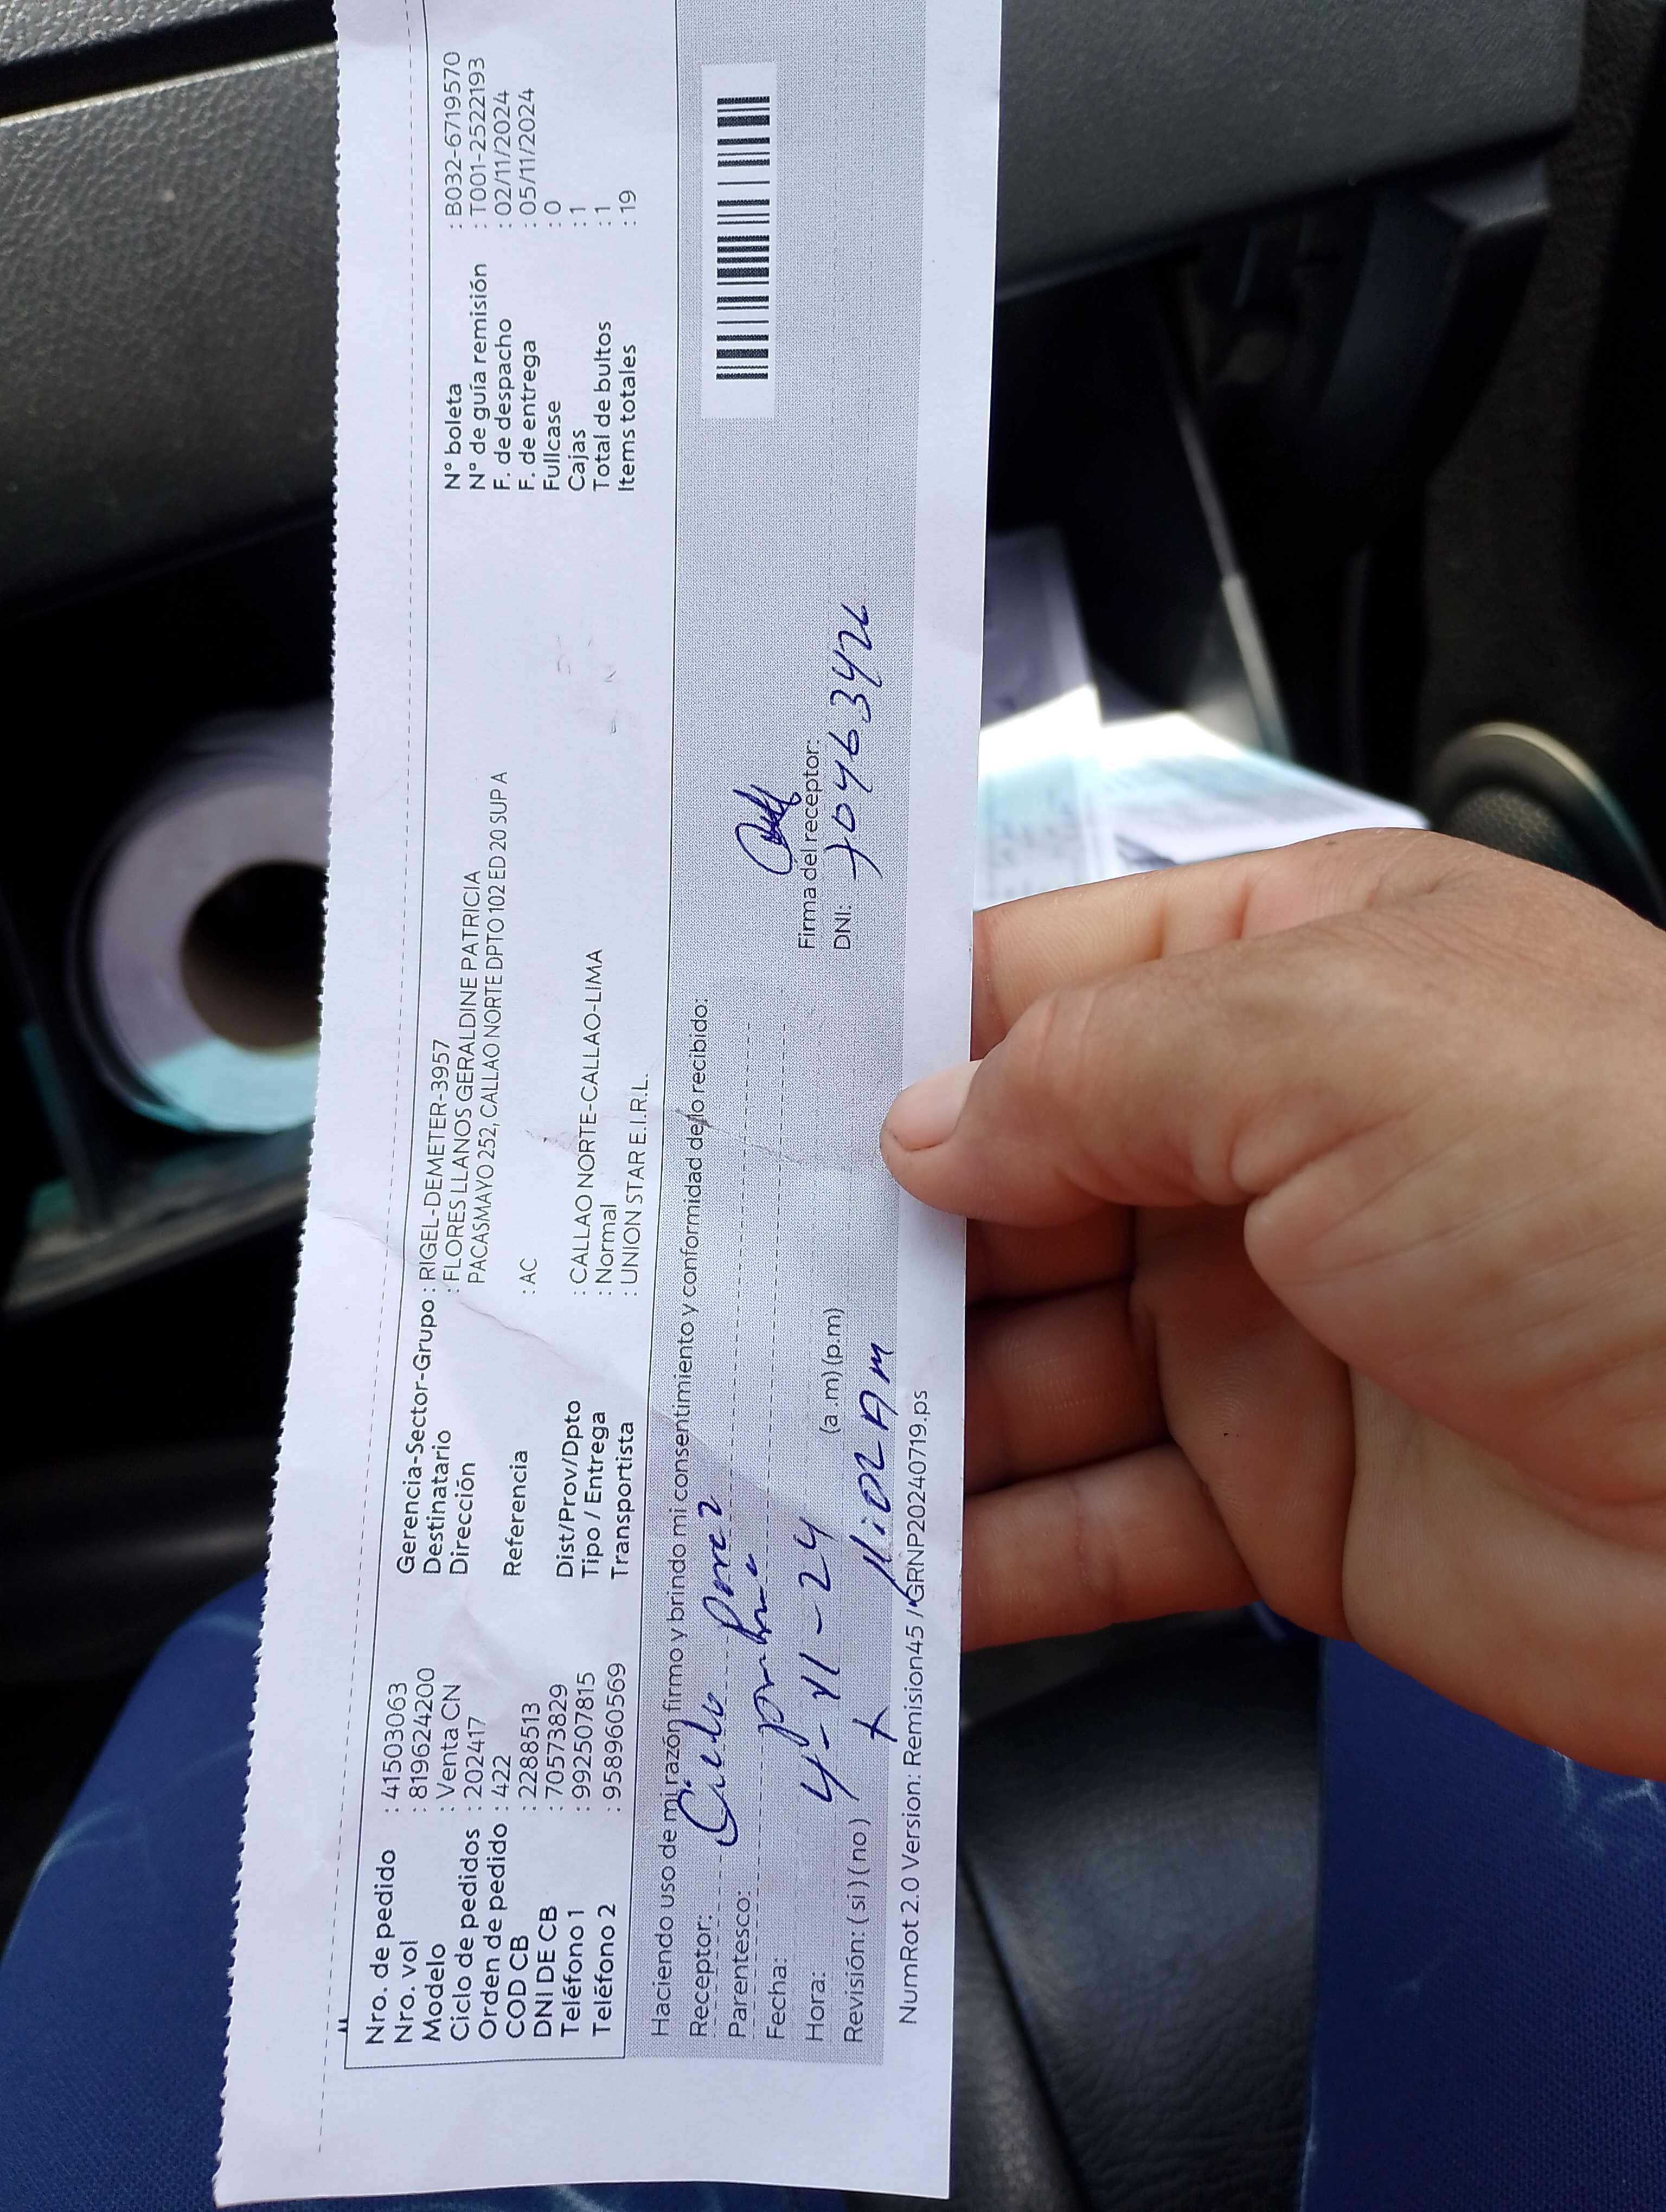 Nro. de pedido : 41503063
Nro. vol : 819624200
Modelo : Venta CN
Ciclo de pedidos : 202417
Orden de pedido : 422
COD CB : 2288513
DNI DE CB : 70573829
Teléfono 1 : 992507815
Teléfono 2 : 958960569
Gerencia-Sector-Grupo : RIGEL-DEMETER-3957
Destinatario : FLORES LLANOS GERALDINE PATRICIA
Dirección PACASMAYO 252, CALLAO NORTE DPTO 102 ED 20 SUP A
Referencia : AC
Dist/Prov/Dpto : CALLAO NORTE-CALLAO-LIMA
Tipo / Entrega : Normal
Transportista : UNION STAR E.I.R.L.
N° boleta : B032-6719570
N° de guía remisión : T001-2522193
F. de despacho : 02/11/2024
F. de entrega : 05/11/2024
Fullcase : 0
Cajas : 1
Total de bultos : 1
Items totales : 19
Haciendo uso de mi razón firmo y brindo mi consentimiento y conformidad de lo recibido:
Receptor: Cielo
Parentesco:
Fecha: 4-11-24
Hora: 11:02 AM (a.m) (p.m)
Revisión: (si) (no) x
Firma del receptor:
DNI: 70463426
NumRot 2.0 Version: Remision45 / GRNP20240719.ps